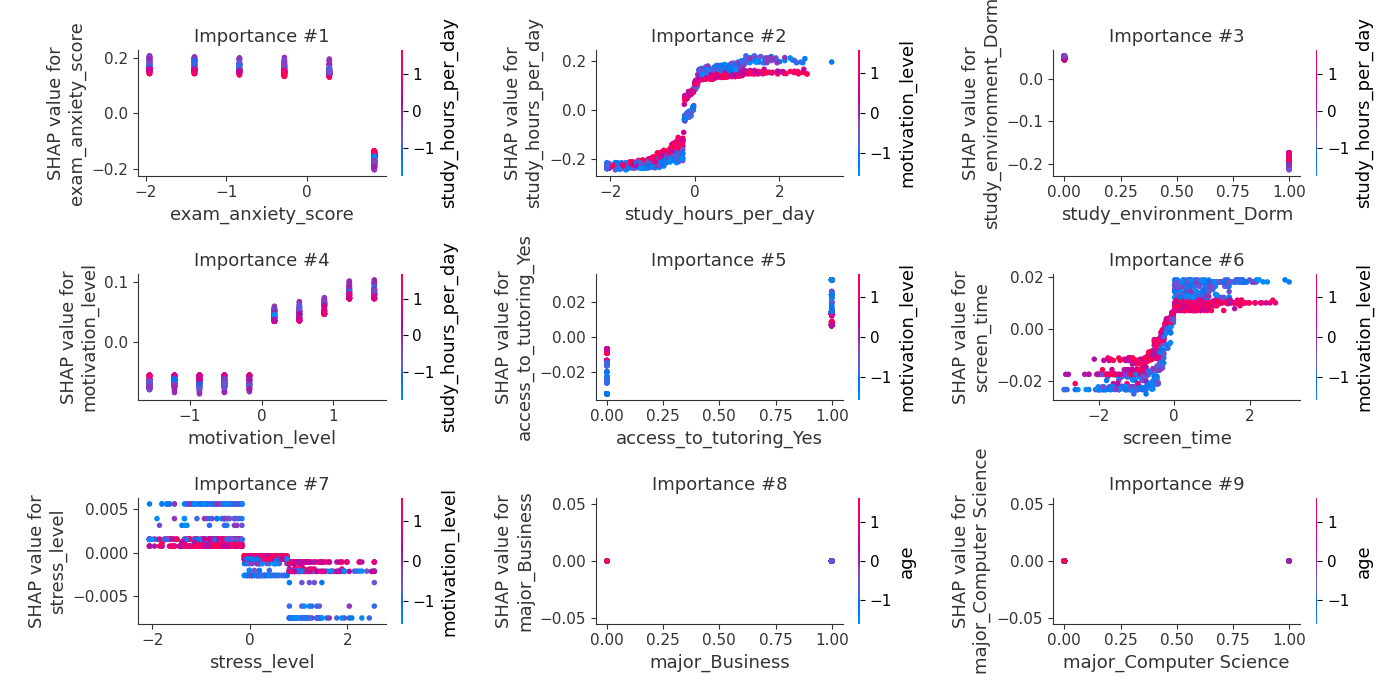 Importance #1
SHAP value for
exam_anxiety_score
0.2
0.0
−0.2
−2
−1
0
exam_anxiety_score
1
0
−1
study_hours_per_day
Importance #2
SHAP value for
study_hours_per_day
0.2
0.0
−0.2
−2
0
2
study_hours_per_day
1
0
−1
motivation_level
Importance #3
SHAP value for
study_environment_Dorm
0.0
−0.1
−0.2
0.00
0.25
0.50
0.75
1.00
study_environment_Dorm
1
0
−1
study_hours_per_day
Importance #4
SHAP value for
motivation_level
0.1
0.0
−1
0
1
motivation_level
1
0
−1
study_hours_per_day
Importance #5
SHAP value for
access_to_tutoring_Yes
0.02
0.00
−0.02
0.00
0.25
0.50
0.75
1.00
access_to_tutoring_Yes
1
0
−1
motivation_level
Importance #6
SHAP value for
screen_time
0.02
0.00
−0.02
−2
0
2
screen_time
1
0
−1
motivation_level
Importance #7
SHAP value for
stress_level
0.005
0.000
−0.005
−2
0
2
stress_level
1
0
−1
motivation_level
Importance #8
SHAP value for
major_Business
0.05
0.00
−0.05
0.00
0.25
0.50
0.75
1.00
major_Business
1
0
−1
age
Importance #9
SHAP value for
major_Computer Science
0.05
0.00
−0.05
0.00
0.25
0.50
0.75
1.00
major_Computer Science
1
0
−1
age